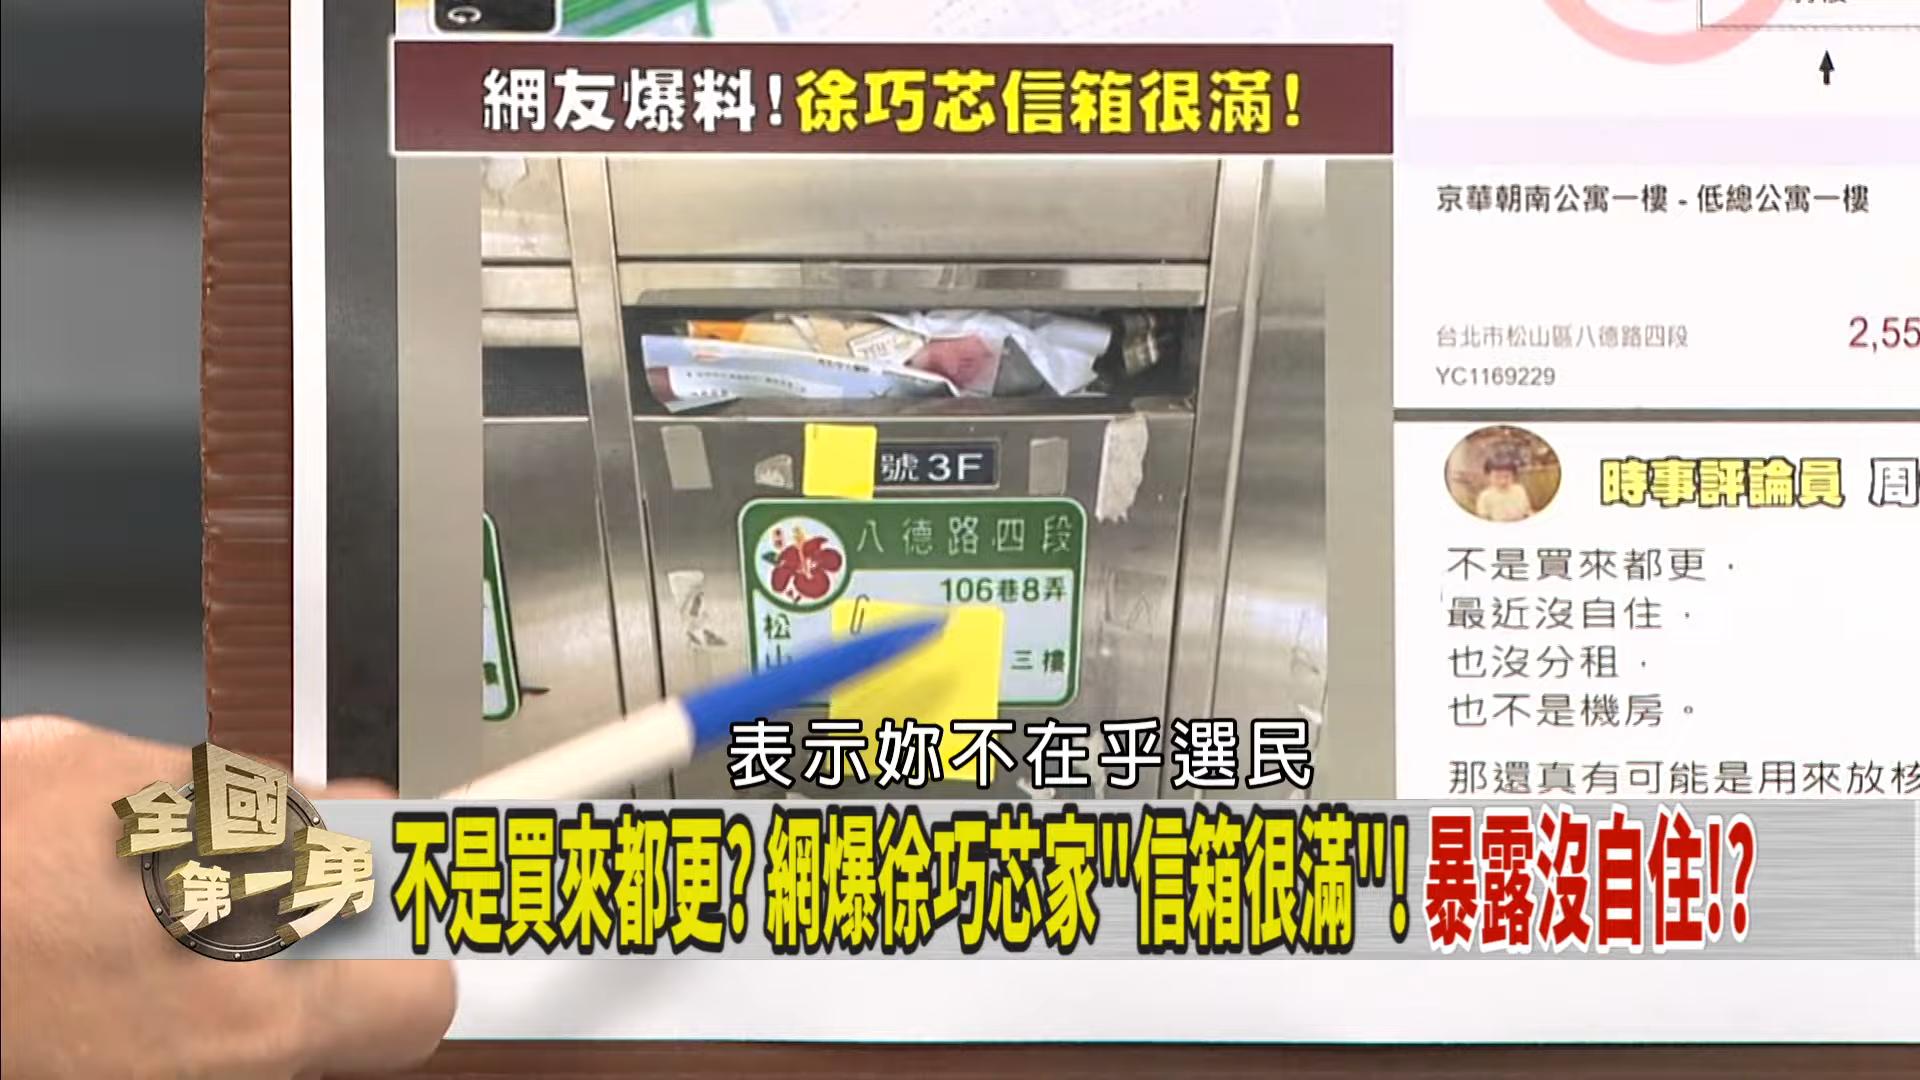 G
網友爆料!徐巧芯信箱很滿!
京華朝南公寓一樓 - 低總公寓一樓
台北市松山區八德路四段
2,55
YC1169229
號3F
八德路四段
106巷8弄
松山
三樓
時事評論員 周
不是買來都更，
最近沒自住，
也沒分租，
也不是機房。
那還真有可能是用來放核
表示妳不在乎選民
全國第一勇
不是買來都更? 網爆徐巧芯家"信箱很滿"! 暴露沒自住!?